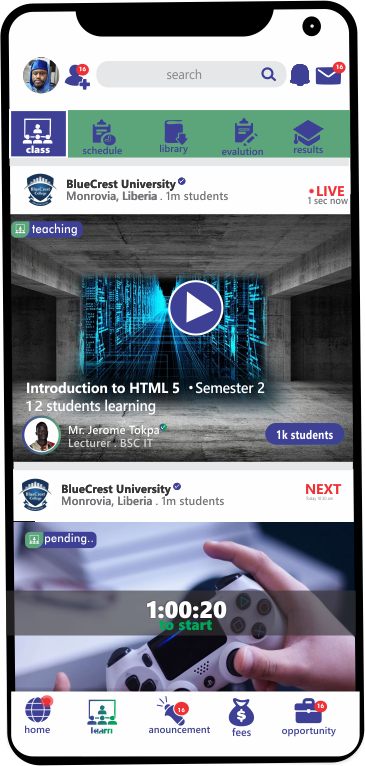 16
search
16
class
schedule
library
evalution
results
BlueCrest University
Monrovia, Liberia . 1m students
•LIVE
1 sec now
teaching
Introduction to HTML 5 •Semester 2
12 students learning
Mr. Jerome Tokpa
Lecturer . BSC IT
1k students
BlueCrest University
Monrovia, Liberia . 1m students
NEXT
pending..
1:00:20
to start
16
16
home
learn
anouncement
fees
opportunity